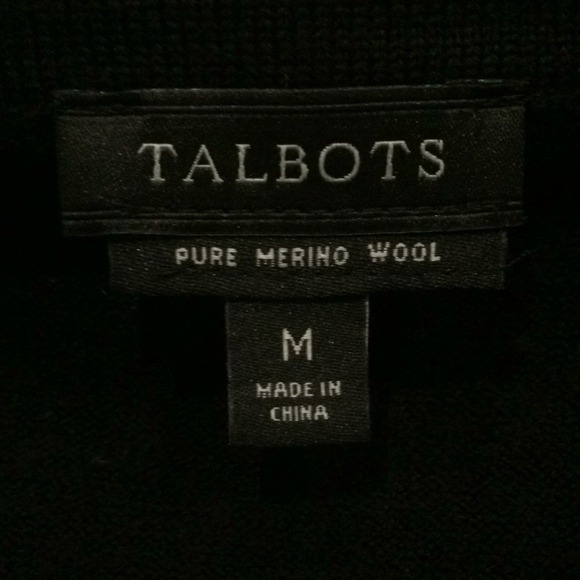 TALBOTS
PURE MERINO WOOL
M
MADE IN
CHINA